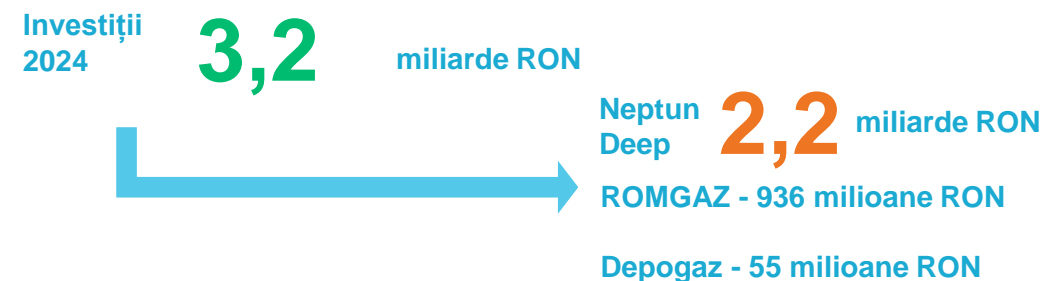 Investiții
2024
3,2
miliarde RON
Neptun
Deep
2,2
miliarde RON
ROMGAZ - 936 milioane RON
Depogaz - 55 milioane RON